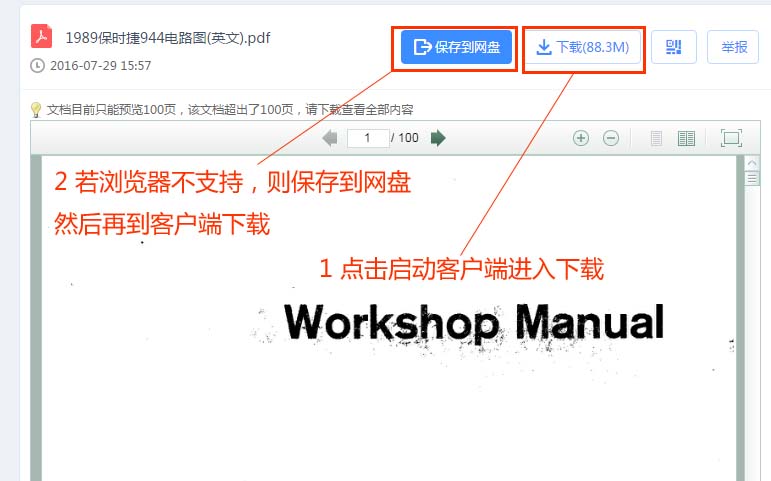 1989保时捷944电路图(英文).pdf
保存到网盘
下载(88.3M)
举报
2016-07-29 15:57
文档目前只能预览100页，该文档超出了100页，请下载查看全部内容
1 / 100
2 若浏览器不支持，则保存到网盘
然后再到客户端下载
1 点击启动客户端进入下载
Workshop Manual